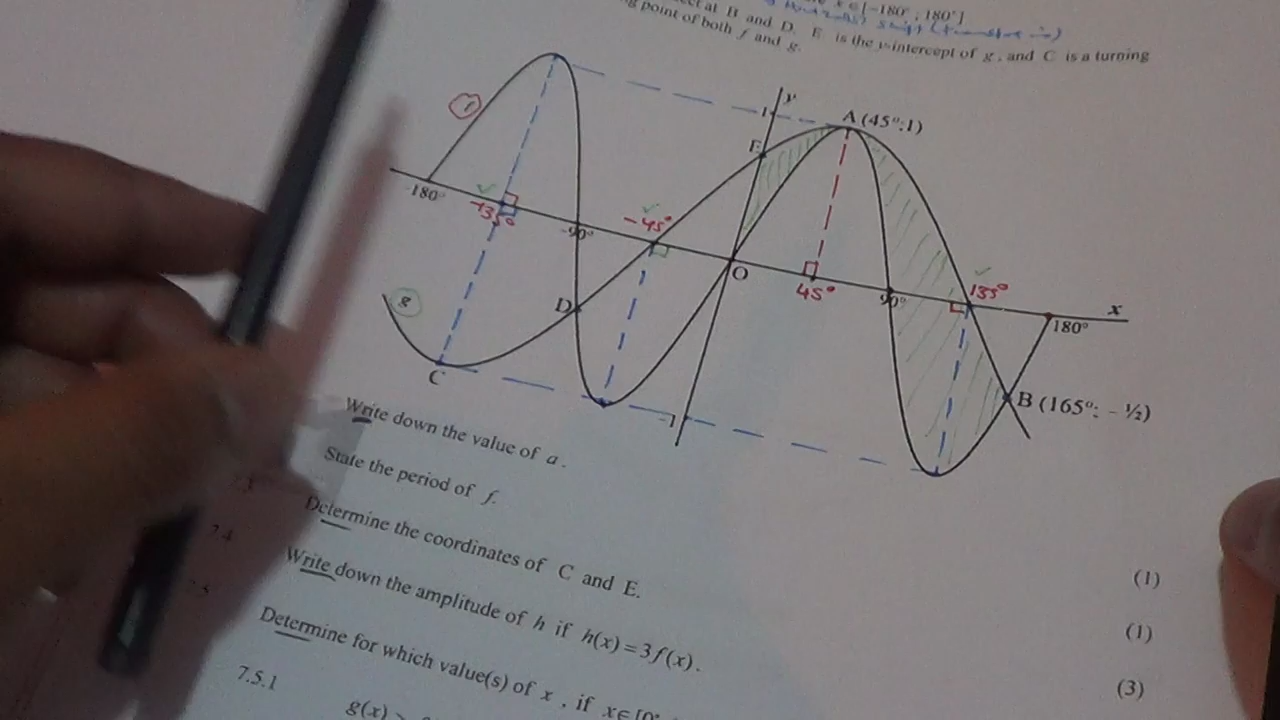 x ∈ [−180° ; 180°]
at B and D. E is the y-intercept of g, and C is a turning
point of both f and g.
y
1
A (45°;1)
f
E
-180°
-135°
-90°
-45°
O
45°
90°
135°
x
180°
g
D
C
-1
B (165°; – ½)
Write down the value of a.
State the period of f.
Determine the coordinates of C and E.
(1)
7.4
Write down the amplitude of h if h(x) = 3f(x).
(1)
Determine for which value(s) of x, if x∈[0°
(3)
7.5.1
g(x) >